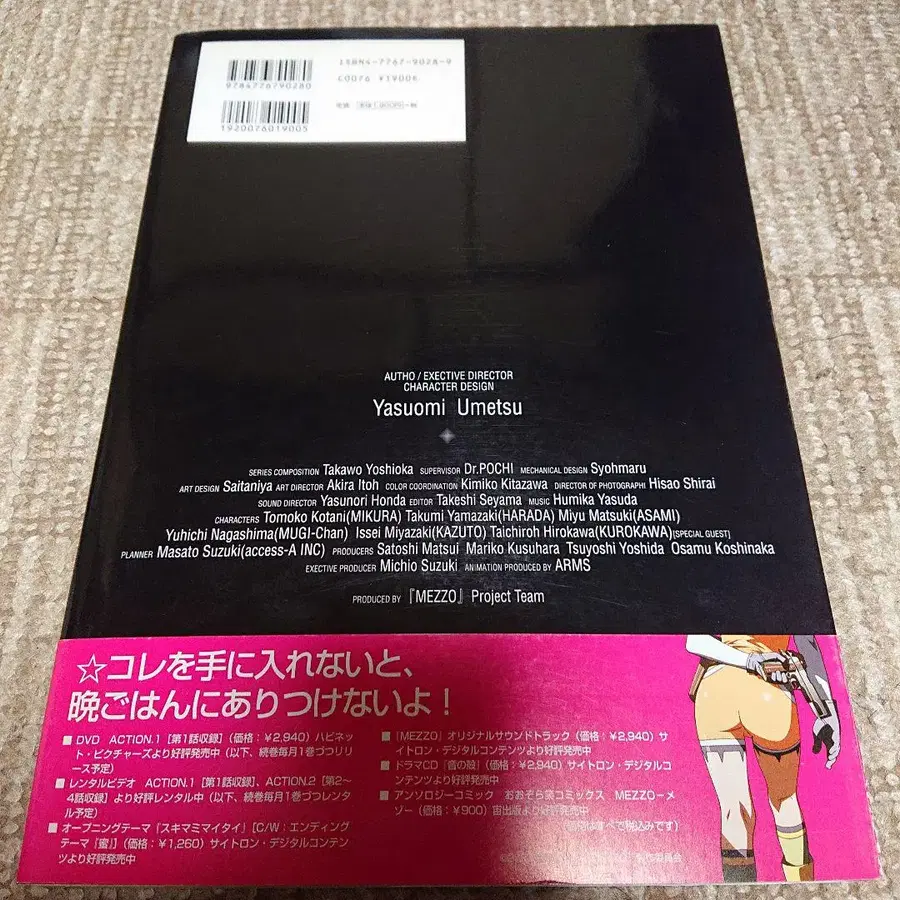 ISBN4-7767-9028-9
C0076 ¥1900E
9784776790280
1920076019005
AUTHO / EXECTIVE DIRECTOR
CHARACTER DESIGN
Yasuomi Umetsu
SERIES COMPOSITION Takawo Yoshioka SUPERVISOR Dr.POCHI MECHANICAL DESIGN Syohmaru
ART DESIGN Saitaniya ART DIRECTOR Akira Itoh COLOR COORDINATION Kimiko Kitazawa DIRECTOR OF PHOTOGRAPHI Hisao Shirai
SOUND DIRECTOR Yasunori Honda EDITOR Takeshi Seyama MUSIC Humika Yasuda
CHARACTERS Tomoko Kotani(MIKURA) Takumi Yamazaki(HARADA) Miyu Matsuki(ASAMI)
Yuhichi Nagashima(MUGI-Chan) Issei Miyazaki(KAZUTO) Taichiroh Hirokawa(KUROKAWA)[SPECIAL GUEST]
PLANNER Masato Suzuki(access-A INC) PRODUCERS Satoshi Matsui Mariko Kusuhara Tsuyoshi Yoshida Osamu Koshinaka
EXECTIVE PRODUCER Michio Suzuki ANIMATION PRODUCED BY ARMS
PRODUCED BY 『MEZZO』 Project Team
☆コレを手に入れないと、
晩ごはんにありつけないよ！
■ DVD ACTION.1［第1話収録］（価格：￥2,940）ハピネッ
ト・ピクチャーズより好評発売中（以下、続巻毎月1巻づつリリ
ース予定）
■ レンタルビデオ ACTION.1［第1話収録］、ACTION.2［第2～
4話収録］より好評レンタル中（以下、続巻毎月1巻づつレンタ
ル予定）
■ オープニングテーマ『スキマミマイタイ』［C/W：エンディング
テーマ『蜜』］（価格：￥1,260）サイトロン・デジタルコンテン
ツより好評発売中
■『MEZZO』オリジナルサウンドトラック（価格：￥2,940）サ
イトロン・デジタルコンテンツより好評発売中
■ ドラマCD『音の殻』（価格：￥2,940）サイトロン・デジタルコ
ンテンツより好評発売中
■ アンソロジーコミック おおぞら笑コミックス MEZZO－メ
ゾー（価格：￥900）宙出版より好評発売中
（価格はすべて税込みです）